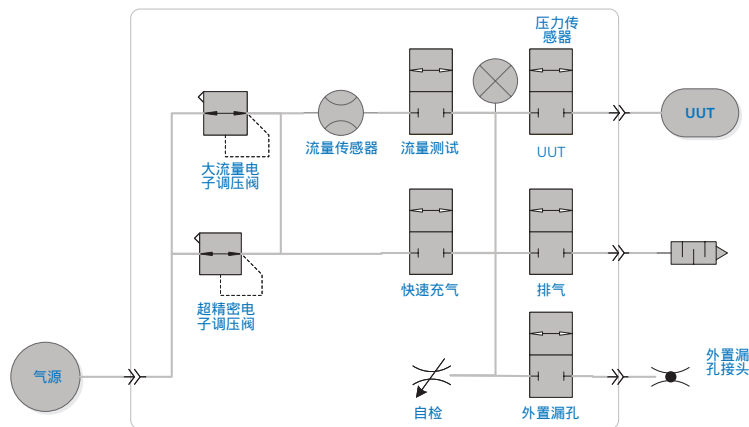 压力传
感器
UUT
流量传感器
流量测试
UUT
大流量电
子调压阀
快速充气
排气
超精密电
子调压阀
气源
外置漏
孔接头
自检
外置漏孔